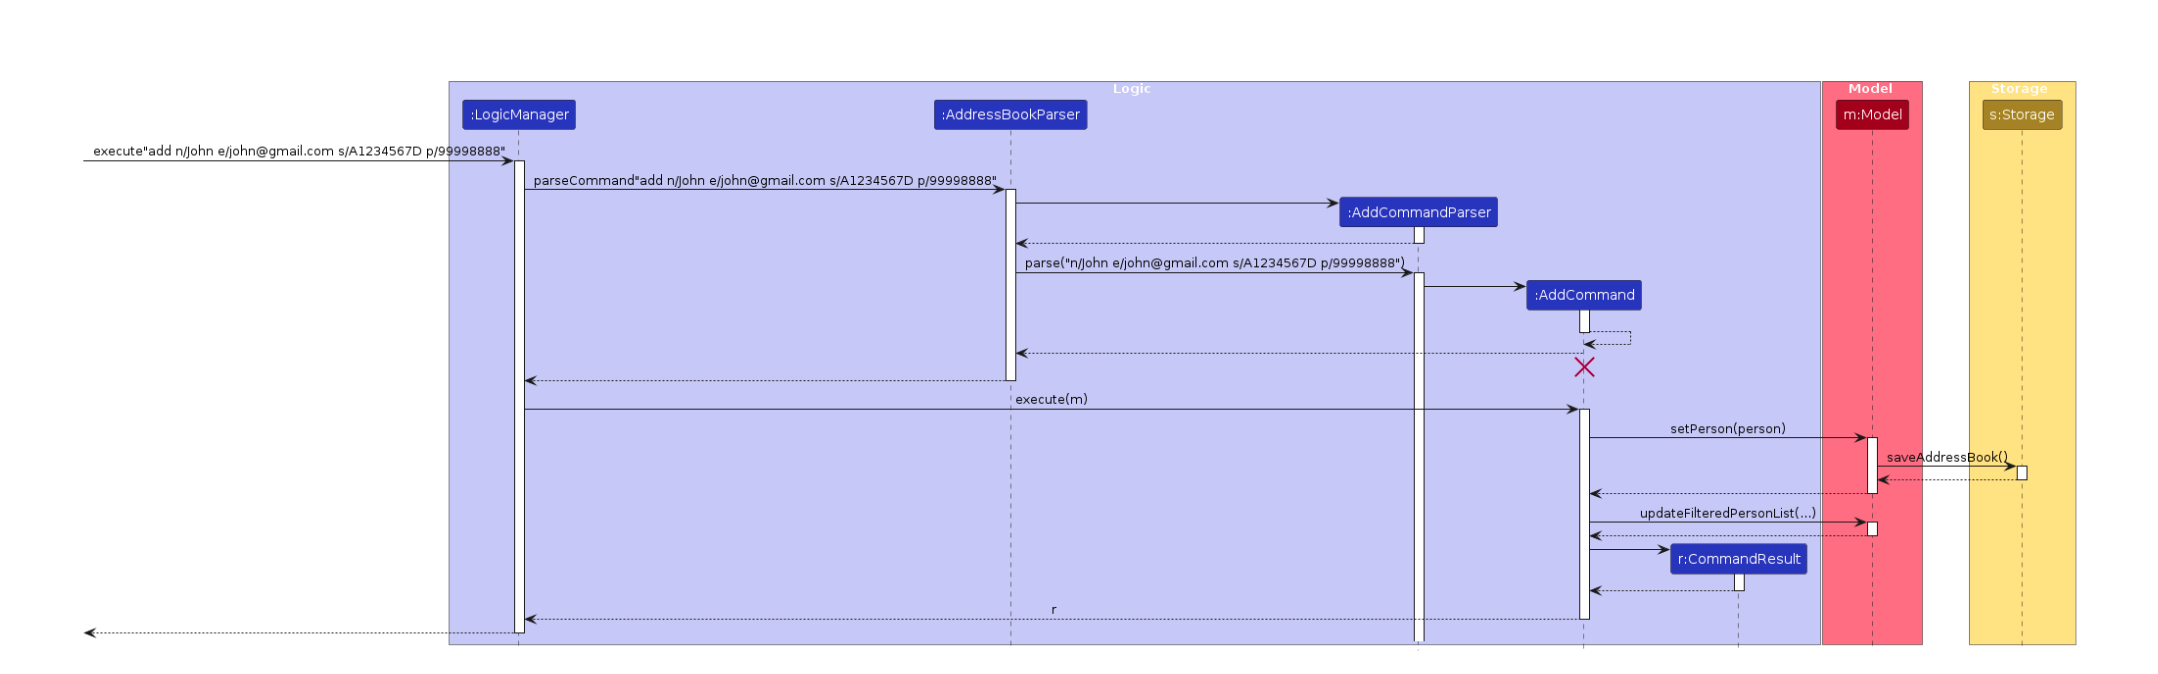 Logic
Model
Storage
:LogicManager
:AddressBookParser
m:Model
s:Storage
execute"add n/John e/john@gmail.com s/A1234567D p/99998888"
parseCommand"add n/John e/john@gmail.com s/A1234567D p/99998888"
:AddCommandParser
parse("n/John e/john@gmail.com s/A1234567D p/99998888")
:AddCommand
execute(m)
setPerson(person)
saveAddressBook()
updateFilteredPersonList(...)
r:CommandResult
r